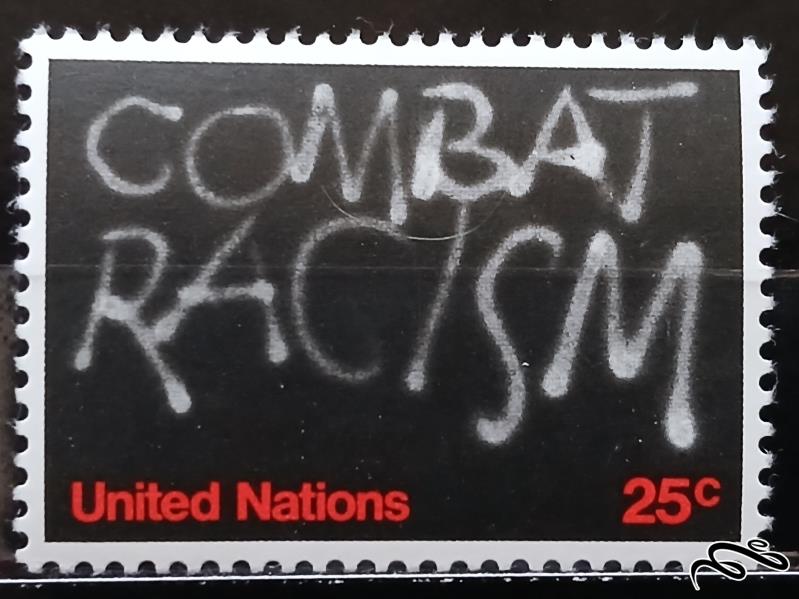 COMBAT
RACISM
United Nations 25c